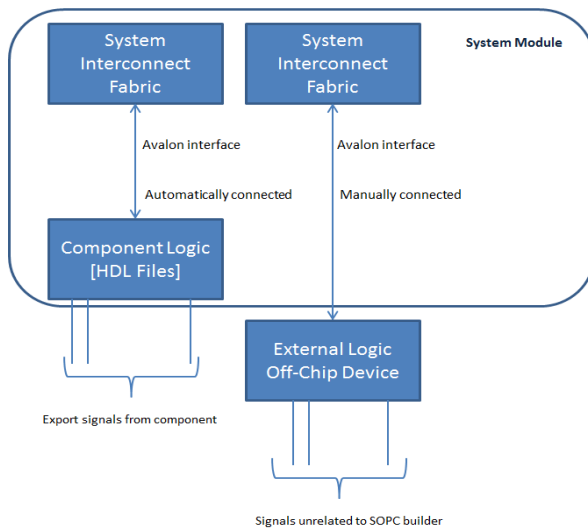 System
Interconnect
Fabric
System
Interconnect
Fabric
System Module
Avalon interface
Avalon interface
Automatically connected
Manually connected
Component Logic
[HDL Files]
External Logic
Off-Chip Device
Export signals from component
Signals unrelated to SOPC builder